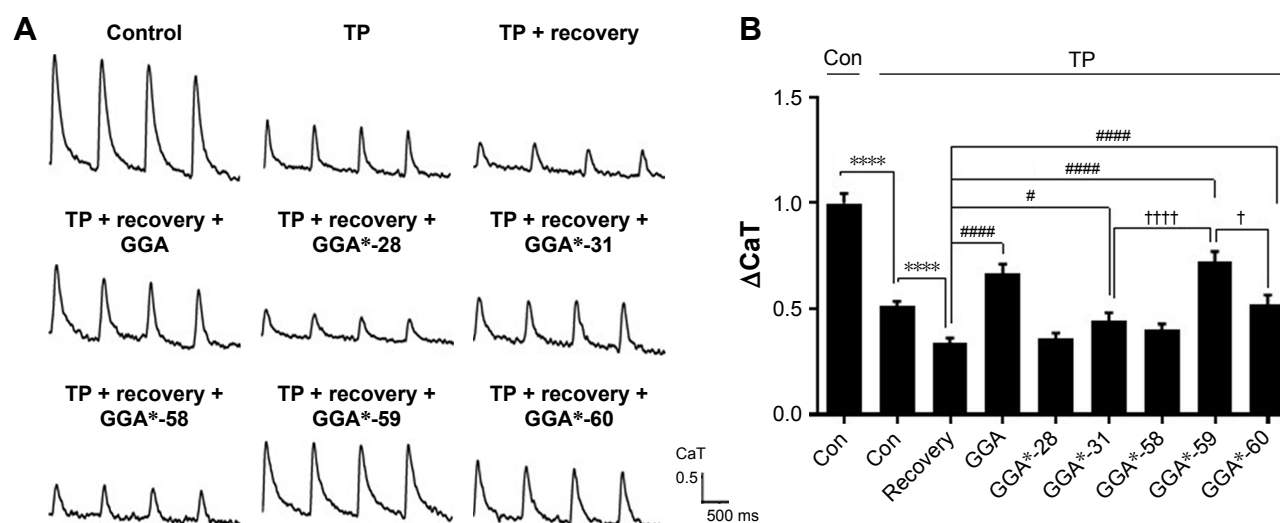 A
Control
TP
TP + recovery
TP + recovery +
GGA
TP + recovery +
GGA*-28
TP + recovery +
GGA*-31
TP + recovery +
GGA*-58
TP + recovery +
GGA*-59
TP + recovery +
GGA*-60
CaT
0.5
500 ms
B
Con
TP
ΔCaT
1.5
1.0
0.5
0.0
****
****
####
#
####
####
††††
†
Con
Con
Recovery
GGA
GGA*-28
GGA*-31
GGA*-58
GGA*-59
GGA*-60